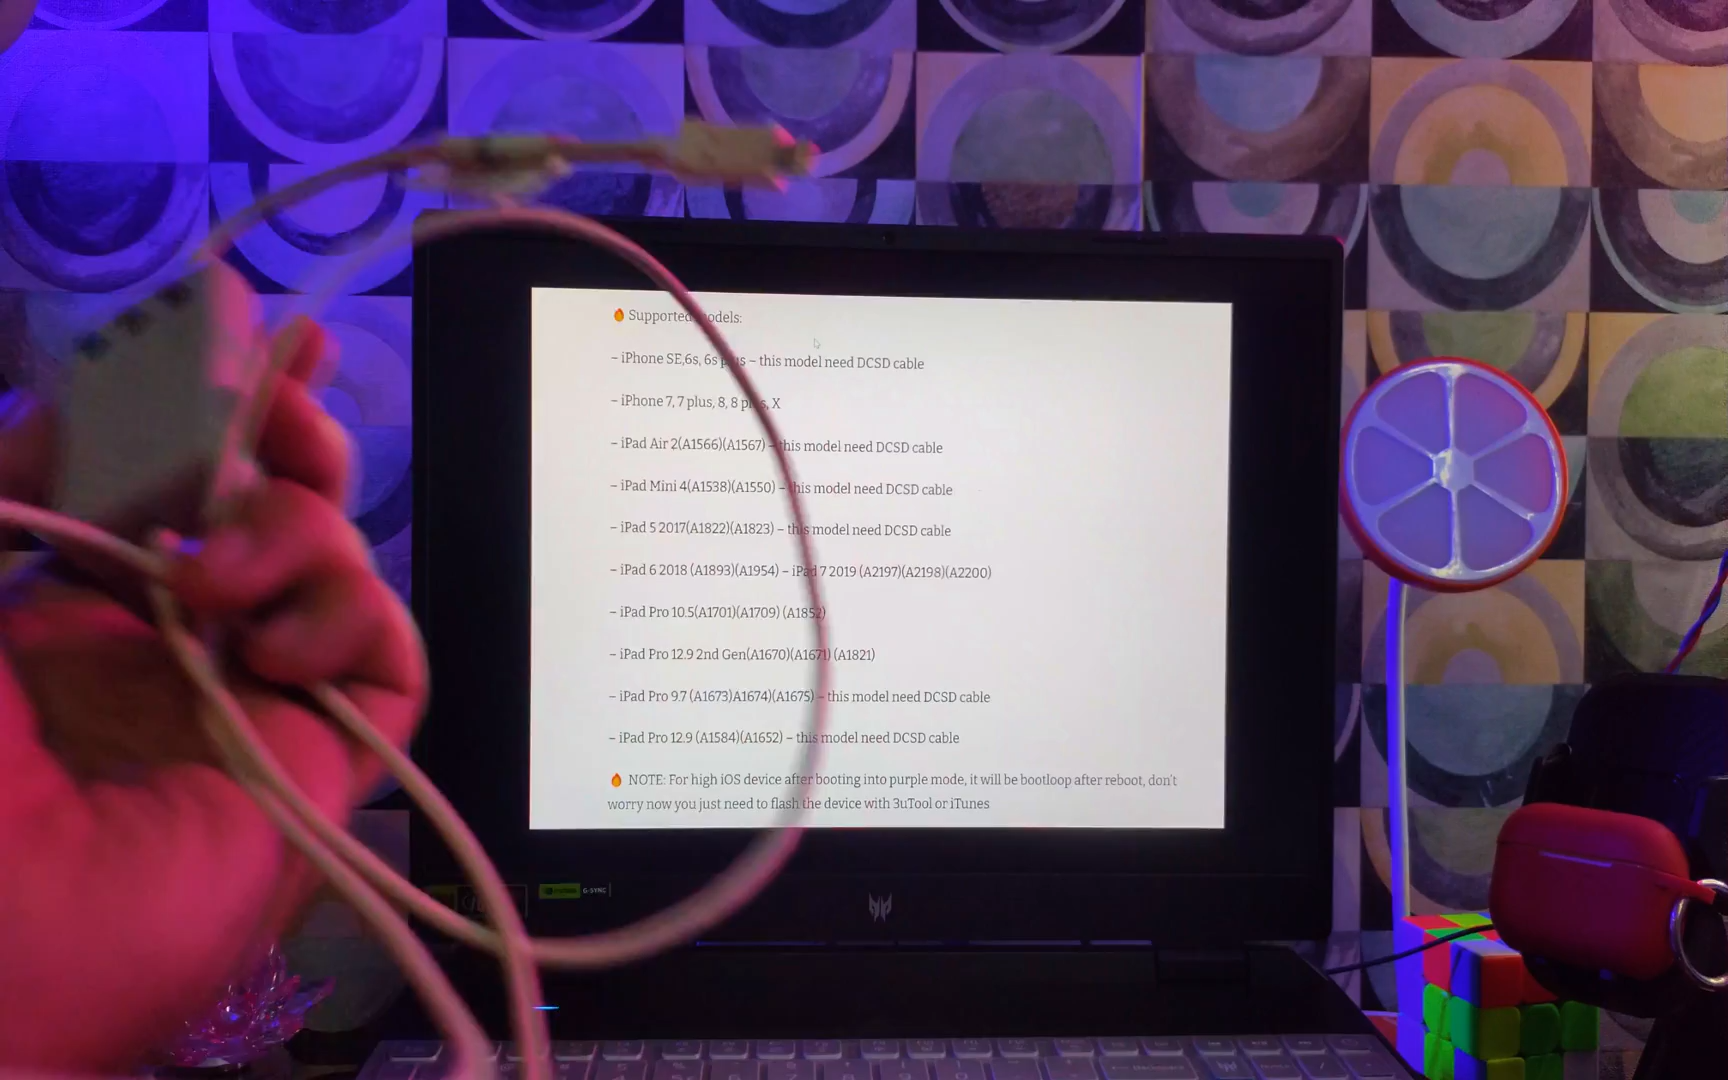 🔥 Supported models:
– iPhone SE,6s, 6s plus – this model need DCSD cable
– iPhone 7, 7 plus, 8, 8 plus, X
– iPad Air 2(A1566)(A1567) – this model need DCSD cable
– iPad Mini 4(A1538)(A1550) – this model need DCSD cable
– iPad 5 2017(A1822)(A1823) – this model need DCSD cable
– iPad 6 2018 (A1893)(A1954) – iPad 7 2019 (A2197)(A2198)(A2200)
– iPad Pro 10.5(A1701)(A1709) (A1852)
– iPad Pro 12.9 2nd Gen(A1670)(A1671) (A1821)
– iPad Pro 9.7 (A1673)A1674)(A1675) – this model need DCSD cable
– iPad Pro 12.9 (A1584)(A1652) – this model need DCSD cable
🔥 NOTE: For high iOS device after booting into purple mode, it will be bootloop after reboot, don't
worry now you just need to flash the device with 3uTool or iTunes
G-SYNC